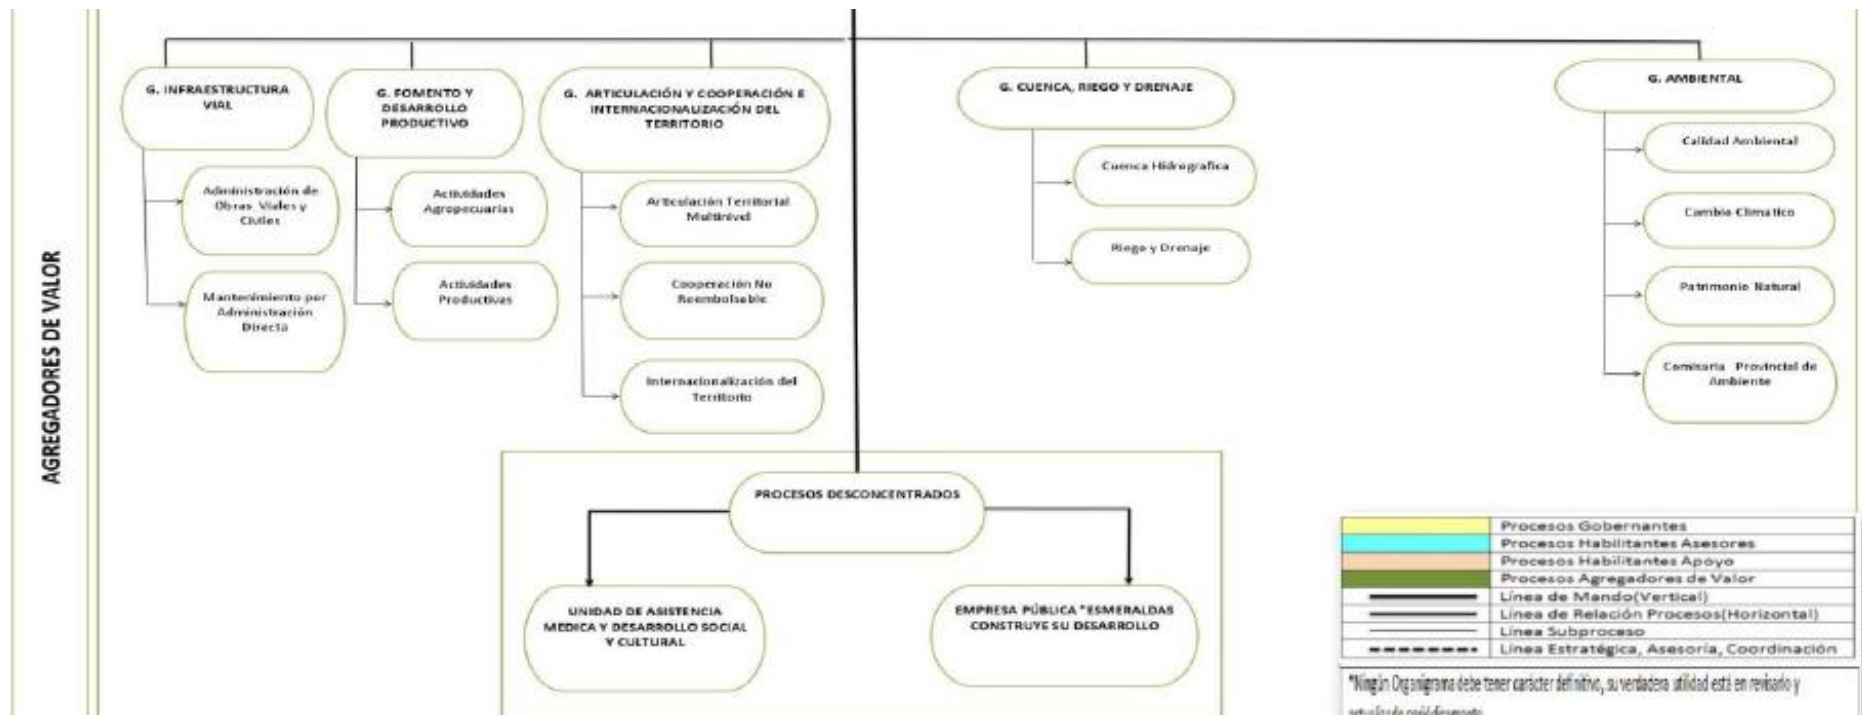 AGREGADORES DE VALOR
G. INFRAESTRUCTURA
VIAL
Administración de
Obras Viales y
Civiles
Mantenimiento por
Administración
Directa
G. FOMENTO Y
DESARROLLO
PRODUCTIVO
Actividades
Agropecuarias
Actividades
Productivas
G. ARTICULACIÓN Y COOPERACIÓN E
INTERNACIONALIZACIÓN DEL
TERRITORIO
Articulación Territorial
Multinivel
Cooperación No
Reembolsable
Internacionalización del
Territorio
G. CUENCA, RIEGO Y DRENAJE
Cuenca Hidrografica
Riego y Drenaje
G. AMBIENTAL
Calidad Ambiental
Cambio Climatico
Patrimonio Natural
Comisaria Provincial de
Ambiente
PROCESOS DESCONCENTRADOS
UNIDAD DE ASISTENCIA
MEDICA Y DESARROLLO SOCIAL
Y CULTURAL
EMPRESA PÚBLICA "ESMERALDAS
CONSTRUYE SU DESARROLLO
Procesos Gobernantes
Procesos Habilitantes Asesores
Procesos Habilitantes Apoyo
Procesos Agregadores de Valor
Línea de Mando(Vertical)
Línea de Relación Procesos(Horizontal)
Línea Subproceso
Línea Estratégica, Asesoría, Coordinación
"Ningún Organigrama debe tener carácter definitivo, su verdadera utilidad está en revisarlo y